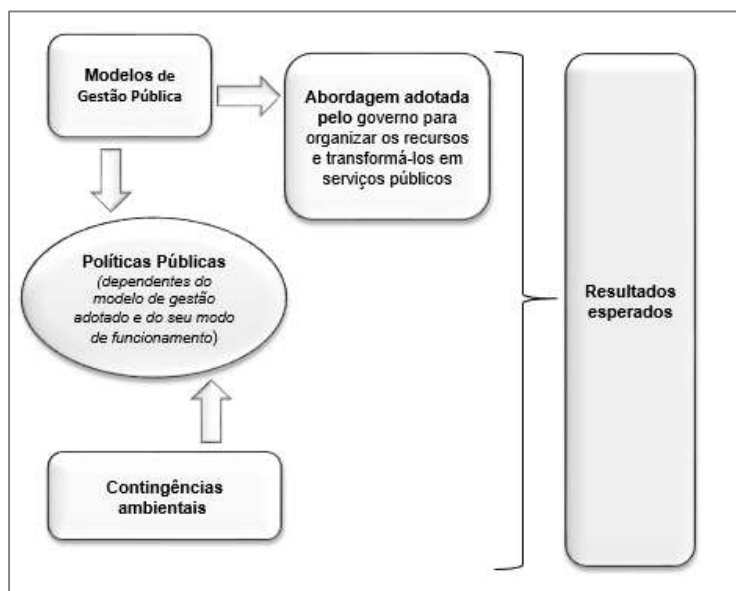 Modelos de
Gestão Pública
Abordagem adotada
pelo governo para
organizar os recursos
e transformá-los em
serviços públicos
Políticas Públicas
(dependentes do
modelo de gestão
adotado e do seu modo
de funcionamento)
Contingências
ambientais
Resultados
esperados